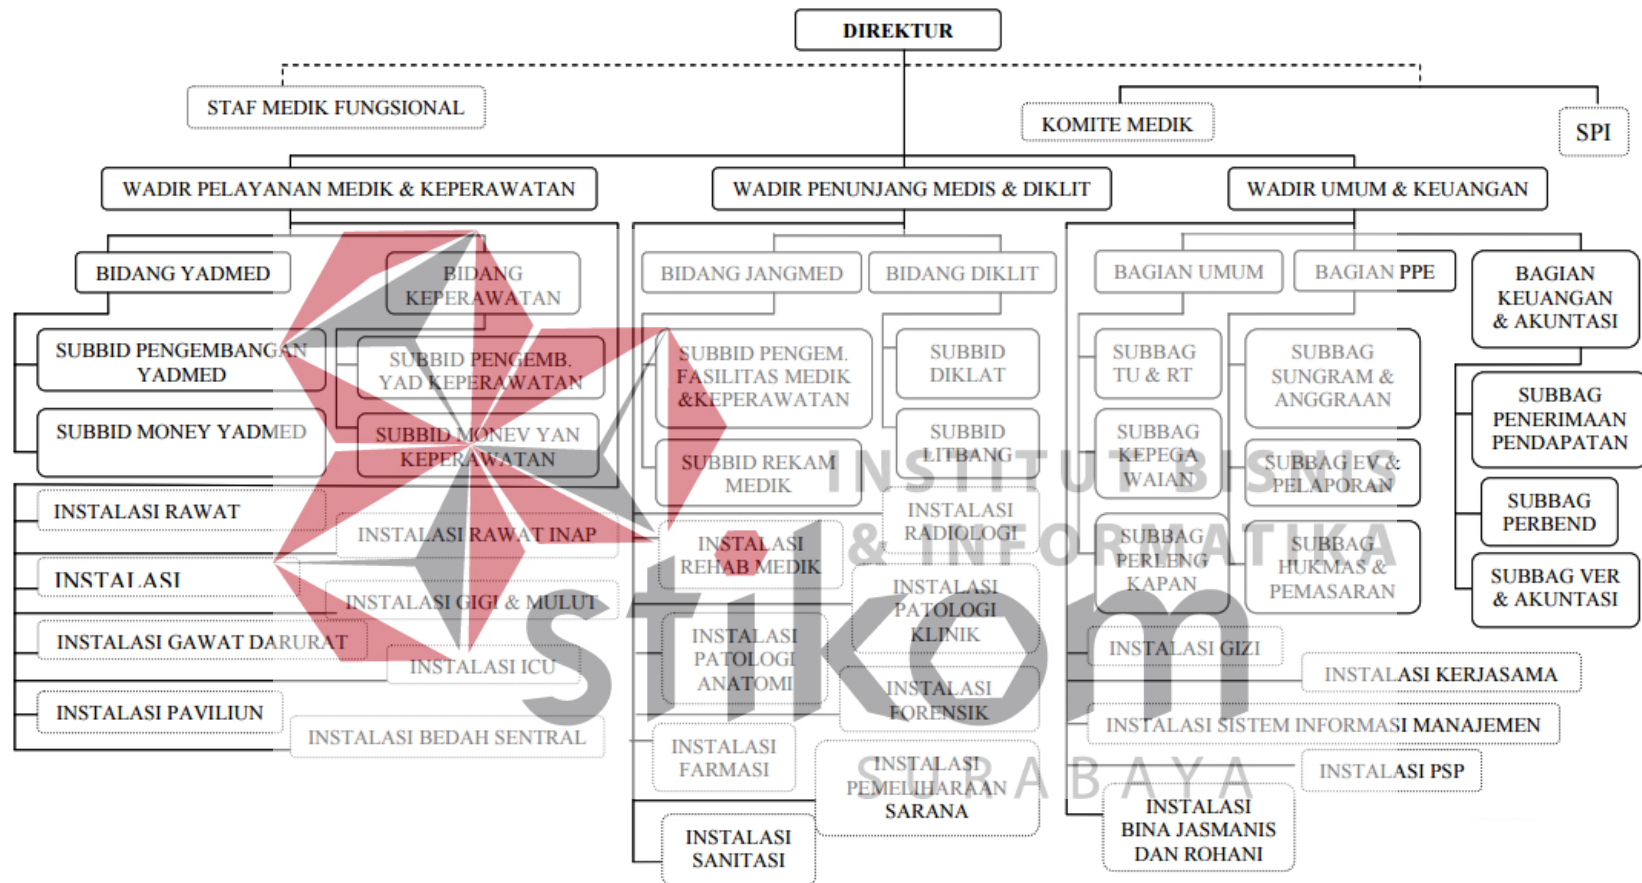 DIREKTUR
STAF MEDIK FUNGSIONAL
KOMITE MEDIK
SPI
WADIR PELAYANAN MEDIK & KEPERAWATAN
WADIR PENUNJANG MEDIS & DIKLIT
WADIR UMUM & KEUANGAN
BIDANG YADMED
BIDANG
KEPERAWATAN
SUBBID PENGEMBANGAN
YADMED
SUBBID PENGEMB.
YAD KEPERAWATAN
SUBBID MONEY YADMED
SUBBID MONEV YAN
KEPERAWATAN
INSTALASI RAWAT
INSTALASI RAWAT INAP
INSTALASI
INSTALASI GIGI & MULUT
INSTALASI GAWAT DARURAT
INSTALASI ICU
INSTALASI PAVILIUN
INSTALASI BEDAH SENTRAL
BIDANG JANGMED
BIDANG DIKLIT
SUBBID PENGEM.
FASILITAS MEDIK
&KEPERAWATAN
SUBBID
DIKLAT
SUBBID REKAM
MEDIK
SUBBID
LITBANG
INSTALASI
RADIOLOGI
INSTALASI
REHAB MEDIK
INSTALASI
PATOLOGI
KLINIK
INSTALASI
PATOLOGI
ANATOMI
INSTALASI
FORENSIK
INSTALASI
FARMASI
INSTALASI
PEMELIHARAAN
SARANA
INSTALASI
SANITASI
BAGIAN UMUM
BAGIAN PPE
BAGIAN
KEUANGAN
& AKUNTASI
SUBBAG
TU & RT
SUBBAG
SUNGRAM &
ANGGRAAN
SUBBAG
PENERIMAAN
PENDAPATAN
SUBBAG
KEPEGA
WAIAN
SUBBAG EV &
PELAPORAN
SUBBAG
PERBEND
SUBBAG
PERLENG
KAPAN
SUBBAG
HUKMAS &
PEMASARAN
SUBBAG VER
& AKUNTASI
INSTALASI GIZI
INSTALASI KERJASAMA
INSTALASI SISTEM INFORMASI MANAJEMEN
INSTALASI PSP
INSTALASI
BINA JASMANIS
DAN ROHANI
INSTITUT BISNIS
& INFORMATIKA
stikom
SURABAYA